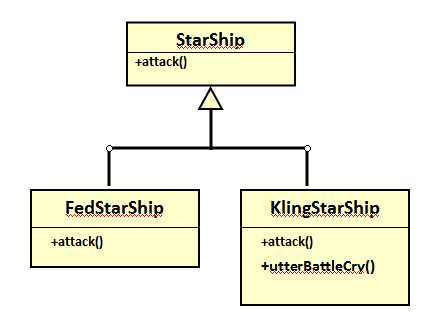 StarShip
+attack()
FedStarShip
+attack()
KlingStarShip
+attack()
+utterBattleCry()